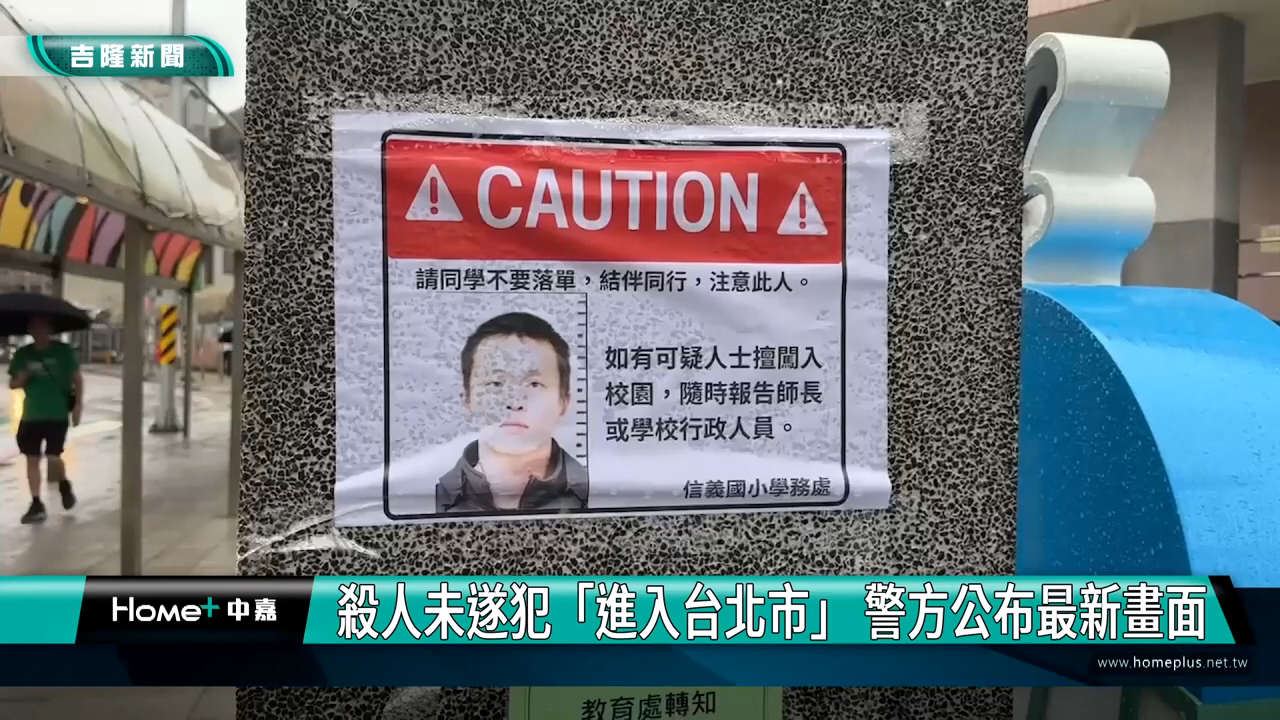 吉隆新聞
CAUTION
請同學不要落單，結伴同行，注意此人。
如有可疑人士擅闖入
校園，隨時報告師長
或學校行政人員。
信義國小學務處
Home+ 中嘉
殺人未遂犯「進入台北市」 警方公布最新畫面
www.homeplus.net.tw
教育處轉知